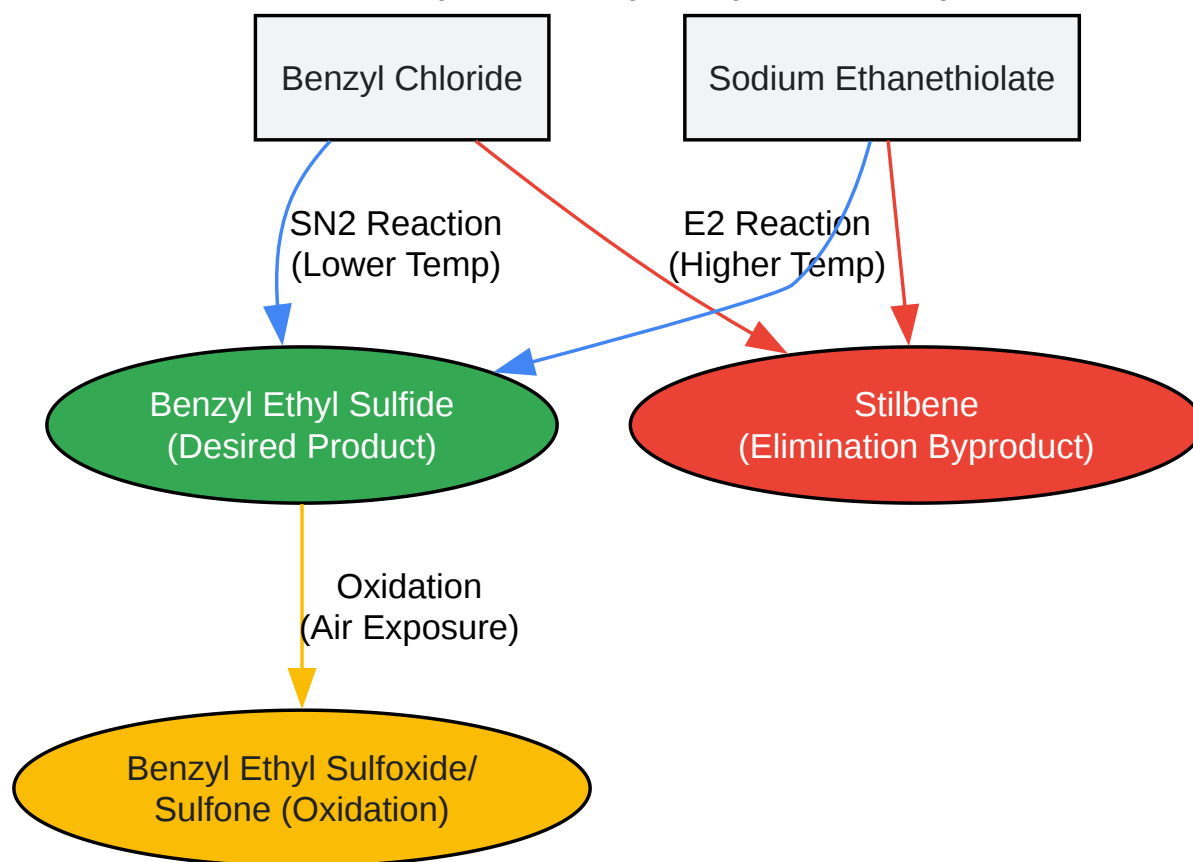 Benzyl Chloride
Sodium Ethanethiolate
SN2 Reaction
(Lower Temp)
E2 Reaction
(Higher Temp)
Benzyl Ethyl Sulfide
(Desired Product)
Stilbene
(Elimination Byproduct)
Oxidation
(Air Exposure)
Benzyl Ethyl Sulfoxide/
Sulfone (Oxidation)